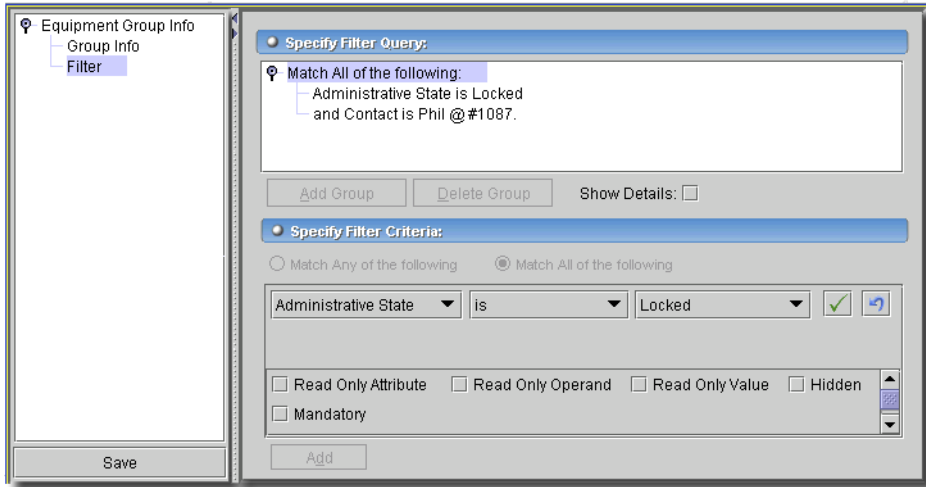 Equipment Group Info
Group Info
Filter
Save
Specify Filter Query:
Match All of the following:
Administrative State is Locked
and Contact is Phil @#1087.
Add Group Delete Group Show Details:
Specify Filter Criteria:
Match Any of the following Match All of the following
Administrative State is Locked
Read Only Attribute Read Only Operand Read Only Value Hidden
Mandatory
Add